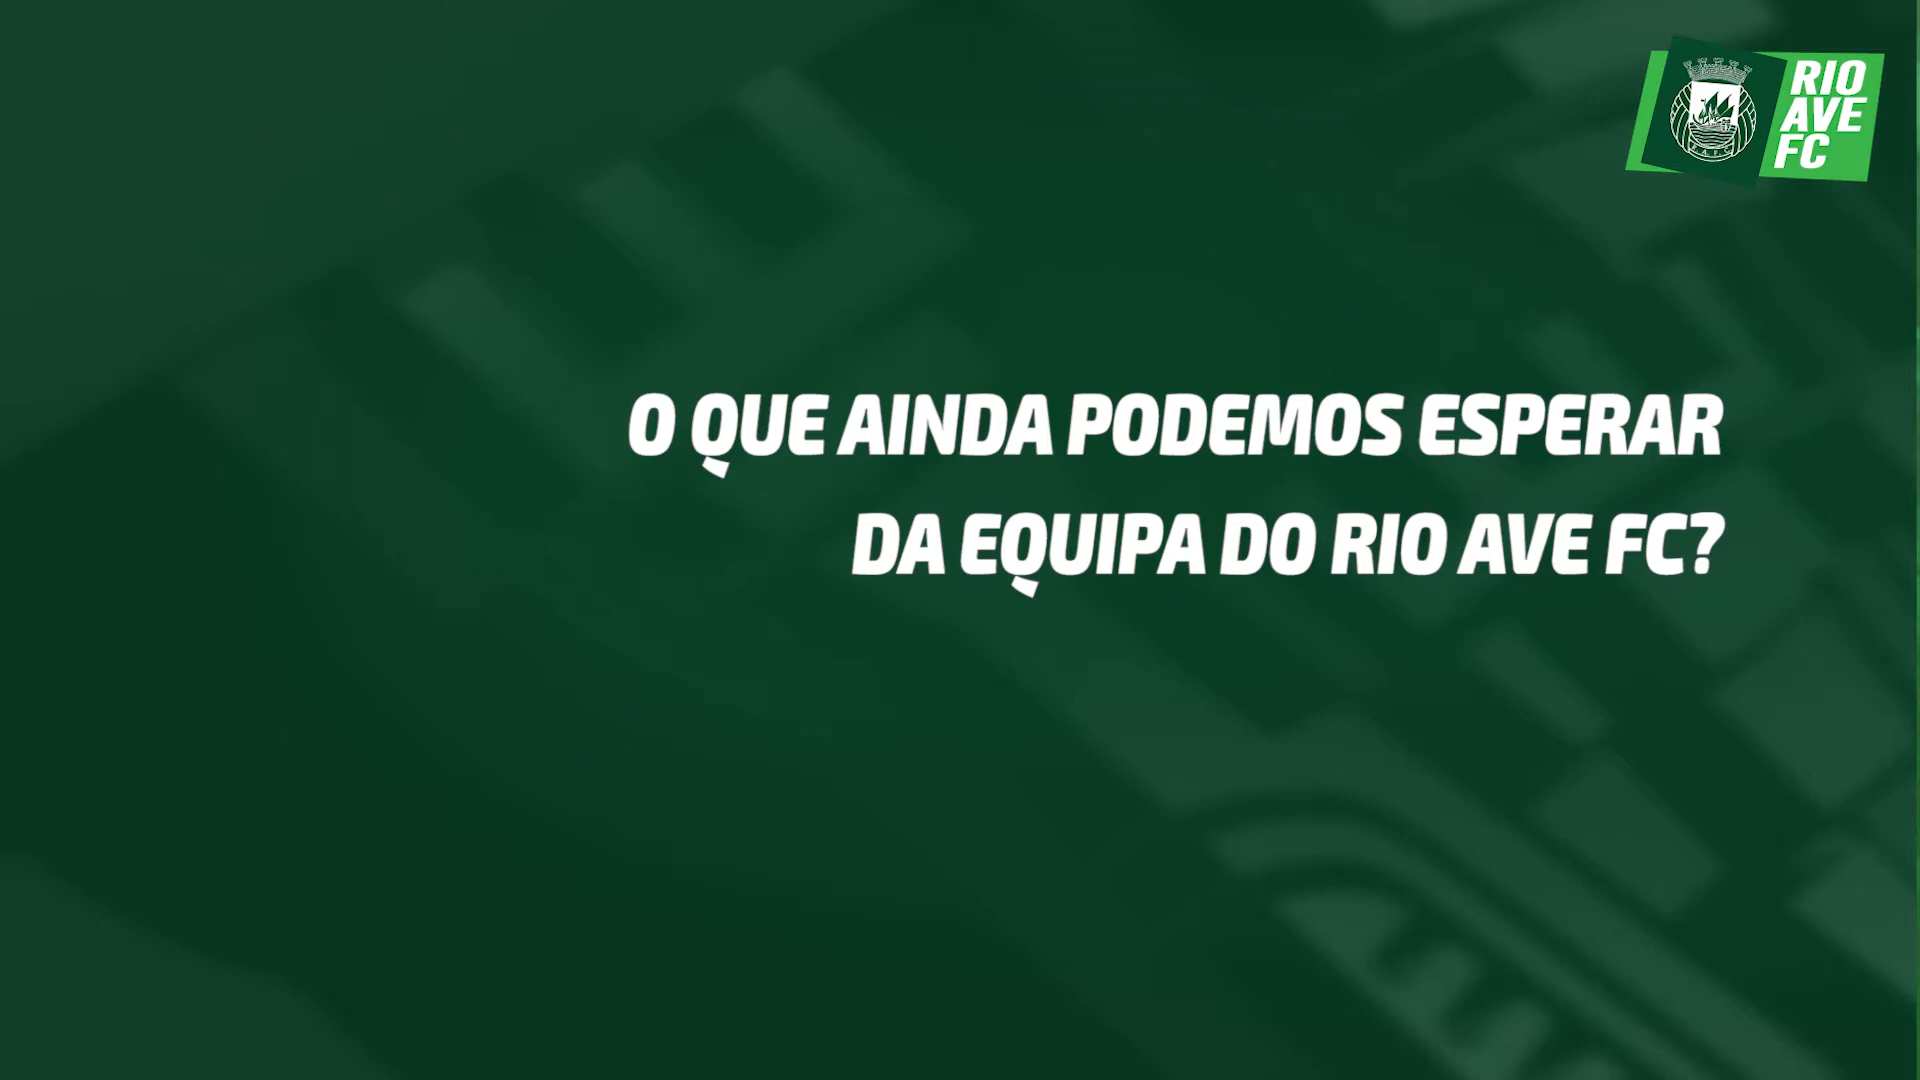 RIO
AVE
FC
O QUE AINDA PODEMOS ESPERAR
DA EQUIPA DO RIO AVE FC?